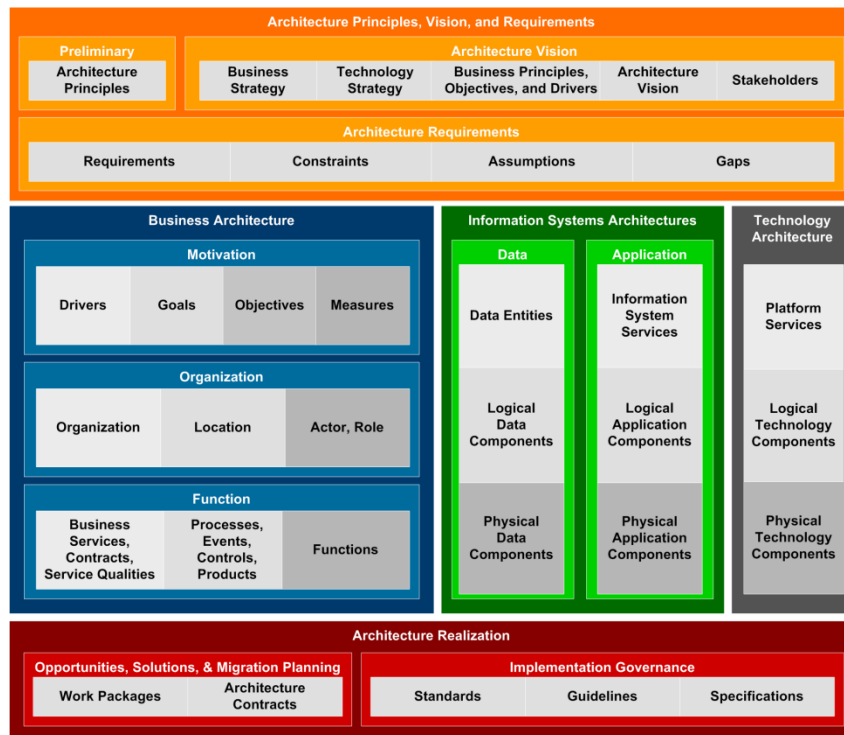 Architecture Principles, Vision, and Requirements
Preliminary
Architecture
Principles
Architecture Vision
Business
Strategy
Technology
Strategy
Business Principles,
Objectives, and Drivers
Architecture
Vision
Stakeholders
Architecture Requirements
Requirements
Constraints
Assumptions
Gaps
Business Architecture
Motivation
Drivers
Goals
Objectives
Measures
Organization
Organization
Location
Actor, Role
Function
Business
Services,
Contracts,
Service Qualities
Processes,
Events,
Controls,
Products
Functions
Information Systems Architectures
Data
Data Entities
Logical
Data
Components
Physical
Data
Components
Application
Information
System
Services
Logical
Application
Components
Physical
Application
Components
Technology
Architecture
Platform
Services
Logical
Technology
Components
Physical
Technology
Components
Architecture Realization
Opportunities, Solutions, & Migration Planning
Work Packages
Architecture
Contracts
Implementation Governance
Standards
Guidelines
Specifications